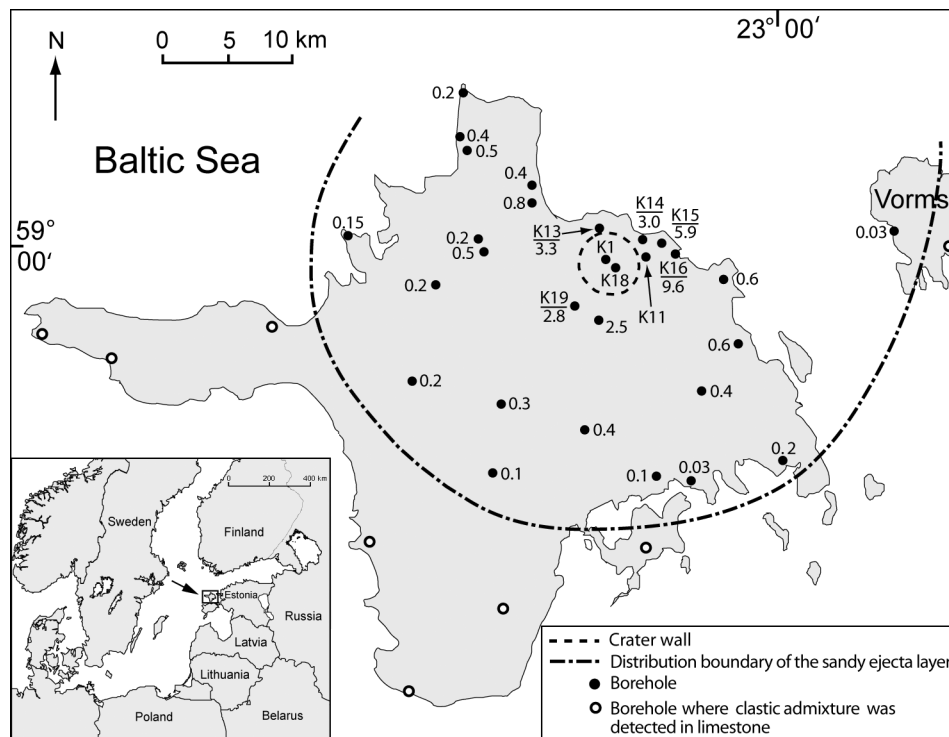 23° 00‘
0 5 10 km
N
0.2
Baltic Sea
0.4
0.5
0.4
0.8
Vorms
K14
3.0
K15
5.9
0.15
K13
3.3
0.03
59°
00‘
0.2
0.5
K1
K18
K16
9.6
0.2
0.6
K19
2.8
K11
2.5
0.6
0.2
0.3
0.4
0.4
0.1
0.1
0.03
0.2
0 200 400 km
Sweden
Finland
Estonia
Russia
Latvia
Lithuania
Poland
Belarus
Crater wall
Distribution boundary of the sandy ejecta layer
Borehole
Borehole where clastic admixture was
detected in limestone